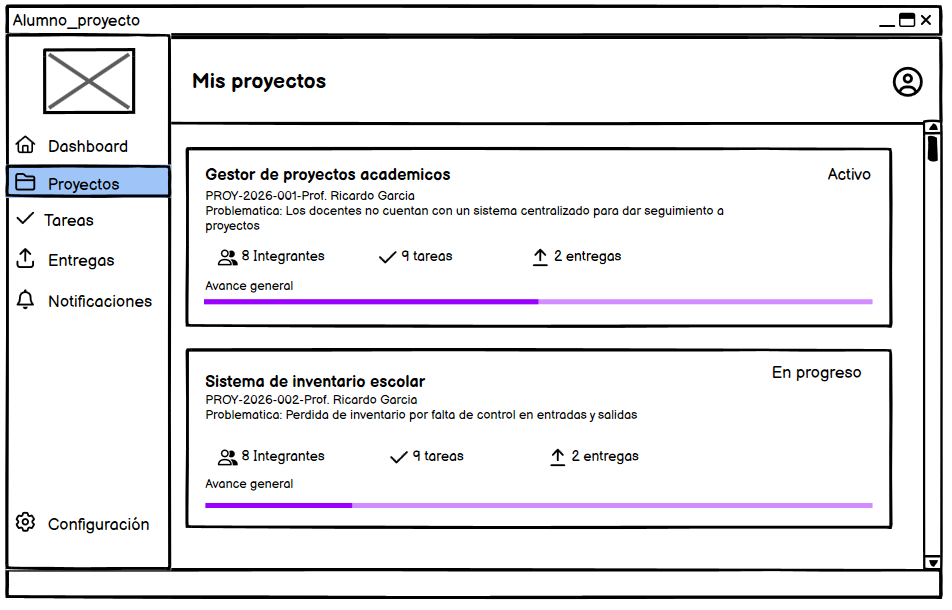 Alumno_proyecto
Mis proyectos
Dashboard
Proyectos
Tareas
Entregas
Notificaciones
Configuración
Gestor de proyectos academicos
Activo
PROY-2026-001-Prof. Ricardo Garcia
Problematica: Los docentes no cuentan con un sistema centralizado para dar seguimiento a
proyectos
8 Integrantes
9 tareas
2 entregas
Avance general
Sistema de inventario escolar
En progreso
PROY-2026-002-Prof. Ricardo Garcia
Problematica: Perdida de inventario por falta de control en entradas y salidas
8 Integrantes
9 tareas
2 entregas
Avance general